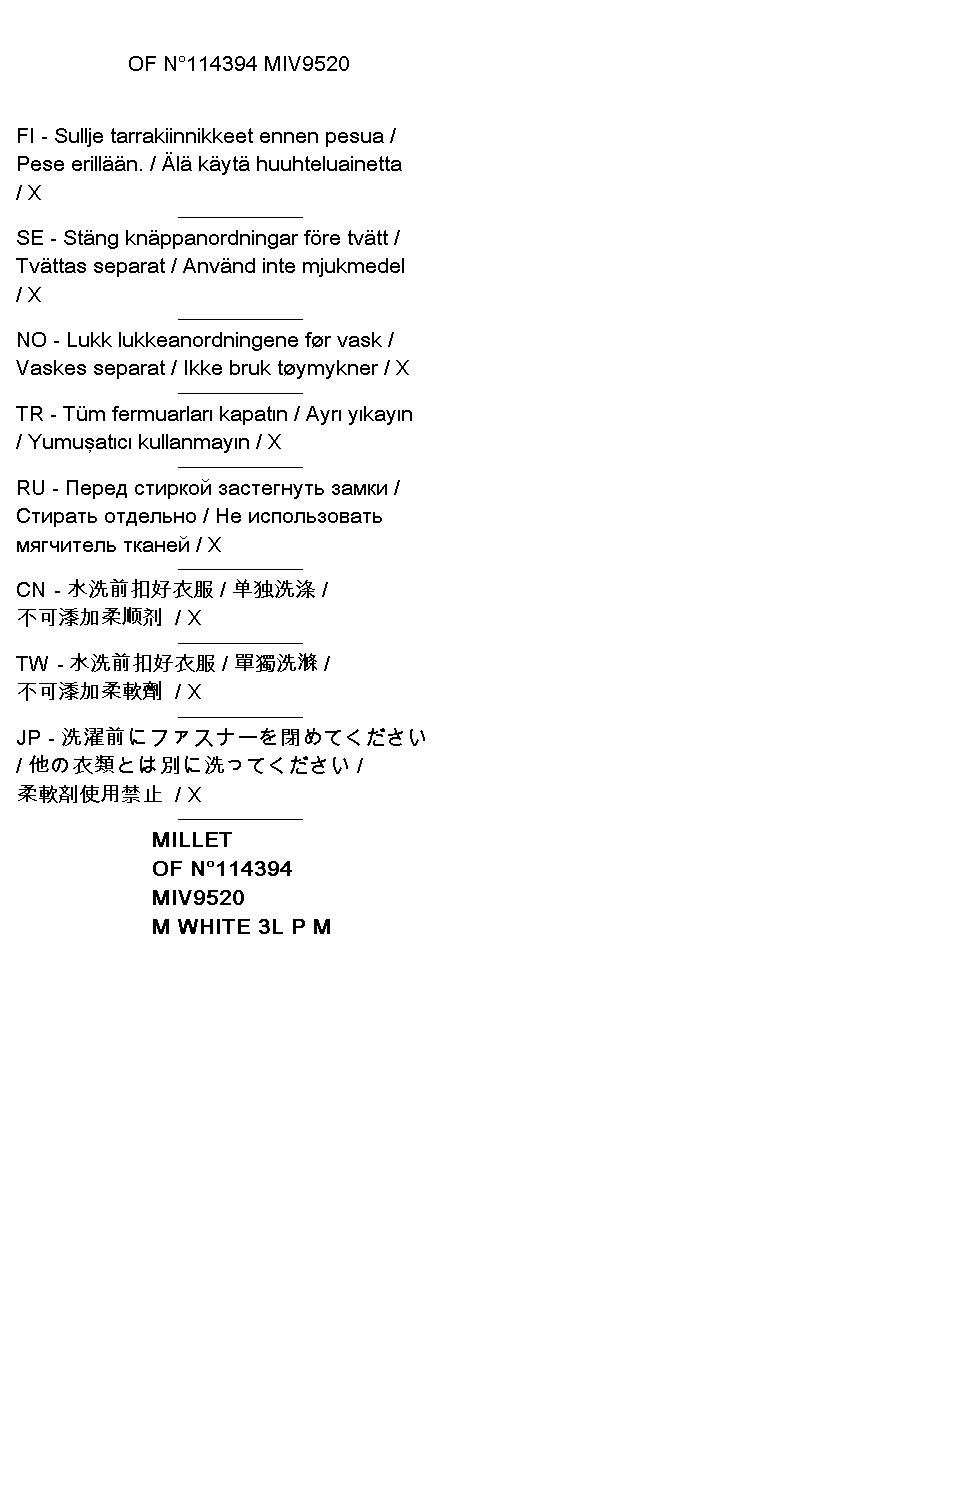 OF N°114394 MIV9520
FI - Sullje tarrakiinnikkeet ennen pesua /
Pese erillään. / Älä käytä huuhteluainetta
/ X
SE - Stäng knäppanordningar före tvätt /
Tvättas separat / Använd inte mjukmedel
/ X
NO - Lukk lukkeanordningene før vask /
Vaskes separat / Ikke bruk tøymykner / X
TR - Tüm fermuarları kapatın / Ayrı yıkayın
/ Yumuşatıcı kullanmayın / X
RU - Перед стиркой застегнуть замки /
Стирать отдельно / Не использовать
мягчитель тканей / X
CN - 水洗前扣好衣服 / 单独洗涤 /
不可漆加柔顺剂 / X
TW - 水洗前扣好衣服 / 單獨洗滌 /
不可漆加柔軟劑 / X
JP - 洗濯前にファスナーを閉めてください
/ 他の衣類とは別に洗ってください /
柔軟剤使用禁止 / X
MILLET
OF N°114394
MIV9520
M WHITE 3L P M